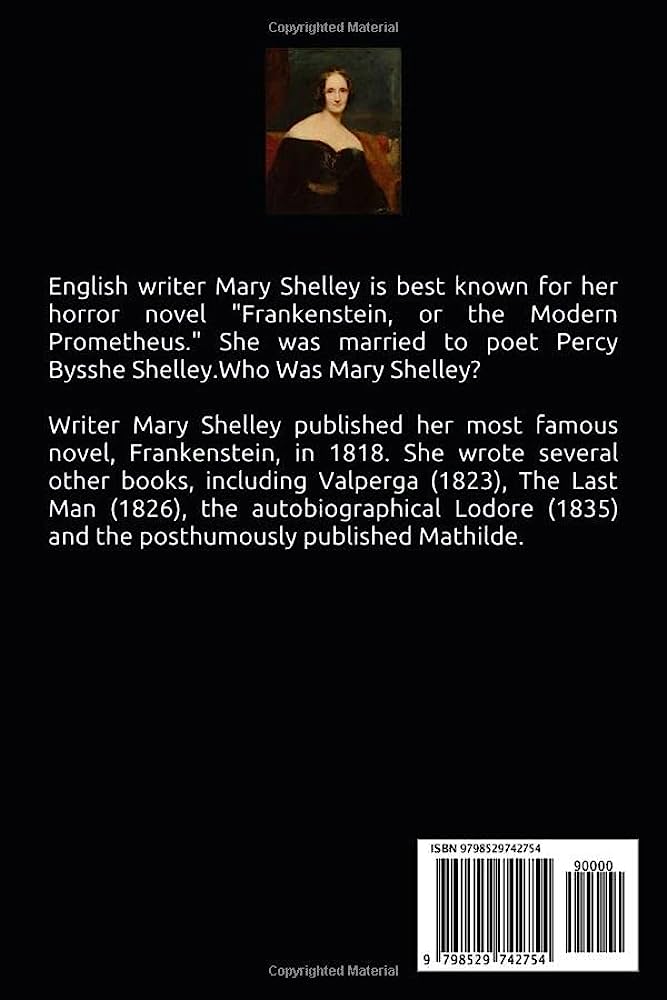 Copyrighted Material
English writer Mary Shelley is best known for her
horror novel "Frankenstein, or the Modern
Prometheus." She was married to poet Percy
Bysshe Shelley.Who Was Mary Shelley?
Writer Mary Shelley published her most famous
novel, Frankenstein, in 1818. She wrote several
other books, including Valperga (1823), The Last
Man (1826), the autobiographical Lodore (1835)
and the posthumously published Mathilde.
ISBN 9798529742754
90000
9 798529 742754
Copyrighted Material